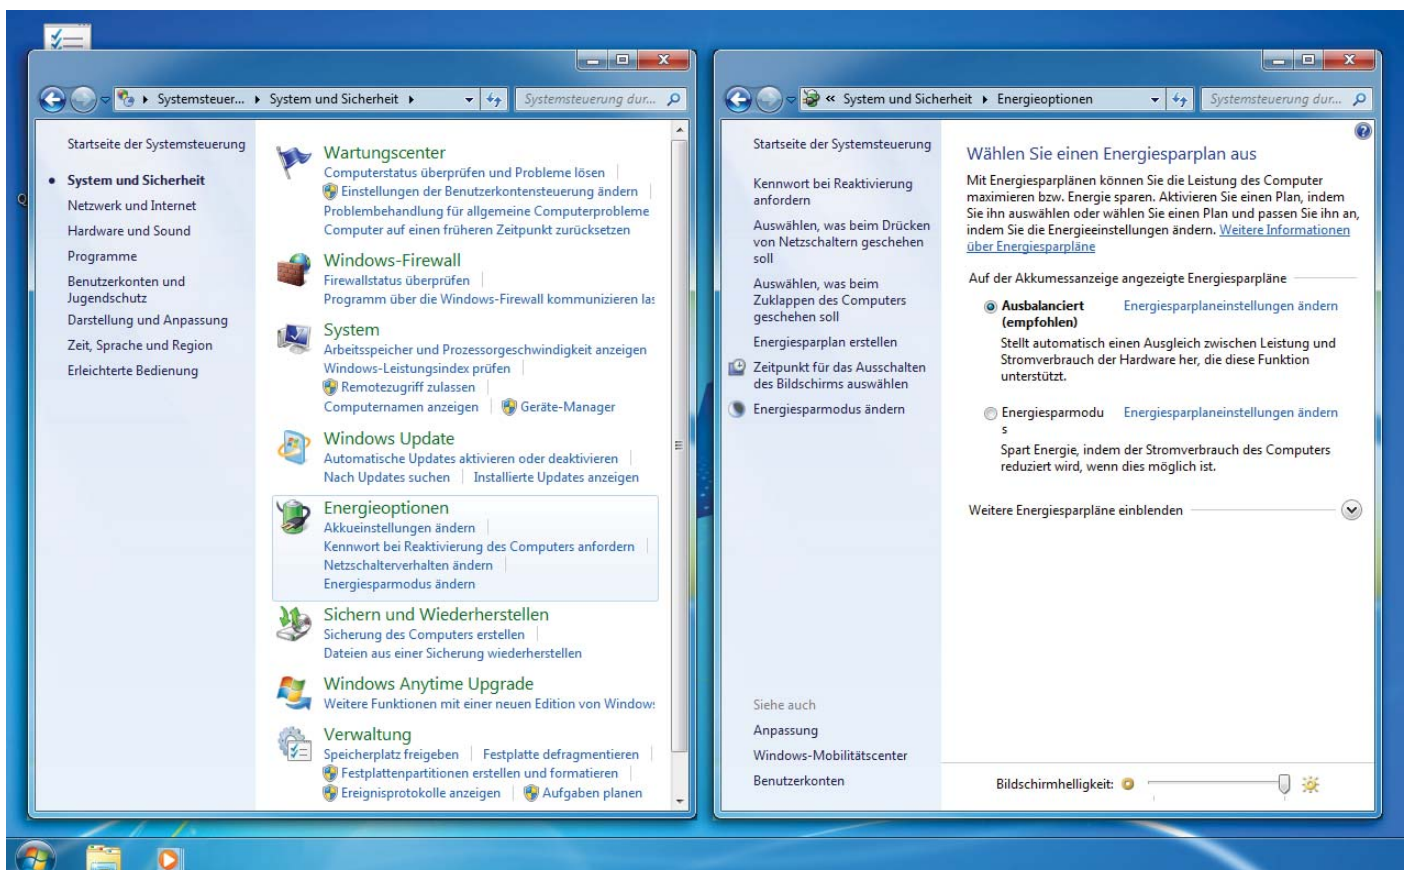 Systemsteuer... System und Sicherheit Systemsteuerung dur...
Startseite der Systemsteuerung
System und Sicherheit
Netzwerk und Internet
Hardware und Sound
Programme
Benutzerkonten und
Jugendschutz
Darstellung und Anpassung
Zeit, Sprache und Region
Erleichterte Bedienung
Wartungscenter
Computerstatus überprüfen und Probleme lösen
Einstellungen der Benutzerkontensteuerung ändern
Problembehandlung für allgemeine Computerprobleme
Computer auf einen früheren Zeitpunkt zurücksetzen
Windows-Firewall
Firewallstatus überprüfen
Programm über die Windows-Firewall kommunizieren las
System
Arbeitsspeicher und Prozessorgeschwindigkeit anzeigen
Windows-Leistungsindex prüfen
Remotezugriff zulassen
Computernamen anzeigen Geräte-Manager
Windows Update
Automatische Updates aktivieren oder deaktivieren
Nach Updates suchen Installierte Updates anzeigen
Energieoptionen
Akkueinstellungen ändern
Kennwort bei Reaktivierung des Computers anfordern
Netzschalterverhalten ändern
Energiesparmodus ändern
Sichern und Wiederherstellen
Sicherung des Computers erstellen
Dateien aus einer Sicherung wiederherstellen
Windows Anytime Upgrade
Weitere Funktionen mit einer neuen Edition von Windows
Verwaltung
Speicherplatz freigeben Festplatte defragmentieren
Festplattenpartitionen erstellen und formatieren
Ereignisprotokolle anzeigen Aufgaben planen
« System und Sicherheit Energieoptionen Systemsteuerung dur...
Startseite der Systemsteuerung
Kennwort bei Reaktivierung
anfordern
Auswählen, was beim Drücken
von Netzschaltern geschehen
soll
Auswählen, was beim
Zuklappen des Computers
geschehen soll
Energiesparplan erstellen
Zeitpunkt für das Ausschalten
des Bildschirms auswählen
Energiesparmodus ändern
Siehe auch
Anpassung
Windows-Mobilitätscenter
Benutzerkonten
Wählen Sie einen Energiesparplan aus
Mit Energiesparplänen können Sie die Leistung des Computer
maximieren bzw. Energie sparen. Aktivieren Sie einen Plan, indem
Sie ihn auswählen oder wählen Sie einen Plan und passen Sie ihn an,
indem Sie die Energieeinstellungen ändern. Weitere Informationen
über Energiesparpläne
Auf der Akkumessanzeige angezeigte Energiesparpläne
Ausbalanciert Energiesparplaneinstellungen ändern
(empfohlen)
Stellt automatisch einen Ausgleich zwischen Leistung und
Stromverbrauch der Hardware her, die diese Funktion
unterstützt.
Energiesparmodu Energiesparplaneinstellungen ändern
s
Spart Energie, indem der Stromverbrauch des Computers
reduziert wird, wenn dies möglich ist.
Weitere Energiesparpläne einblenden
Bildschirmhelligkeit: